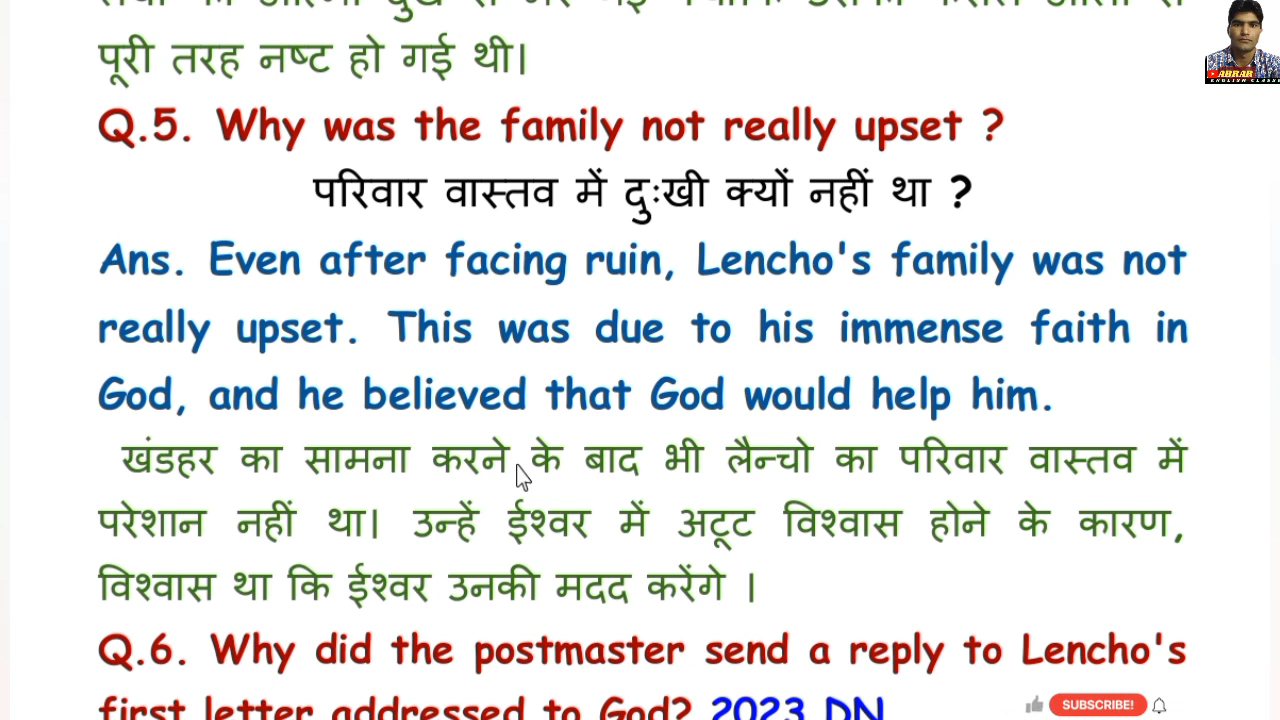 पूरी तरह नष्ट हो गई थी।
Q.5. Why was the family not really upset ?
परिवार वास्तव में दुःखी क्यों नहीं था ?
Ans. Even after facing ruin, Lencho's family was not
really upset. This was due to his immense faith in
God, and he believed that God would help him.
खंडहर का सामना करने के बाद भी लैन्चो का परिवार वास्तव में
परेशान नहीं था। उन्हें ईश्वर में अटूट विश्वास होने के कारण,
विश्वास था कि ईश्वर उनकी मदद करेंगे ।
Q.6. Why did the postmaster send a reply to Lencho's
first letter addressed to God? 2023 DN
ABRAR
ENGLISH CLASSES
SUBSCRIBE!